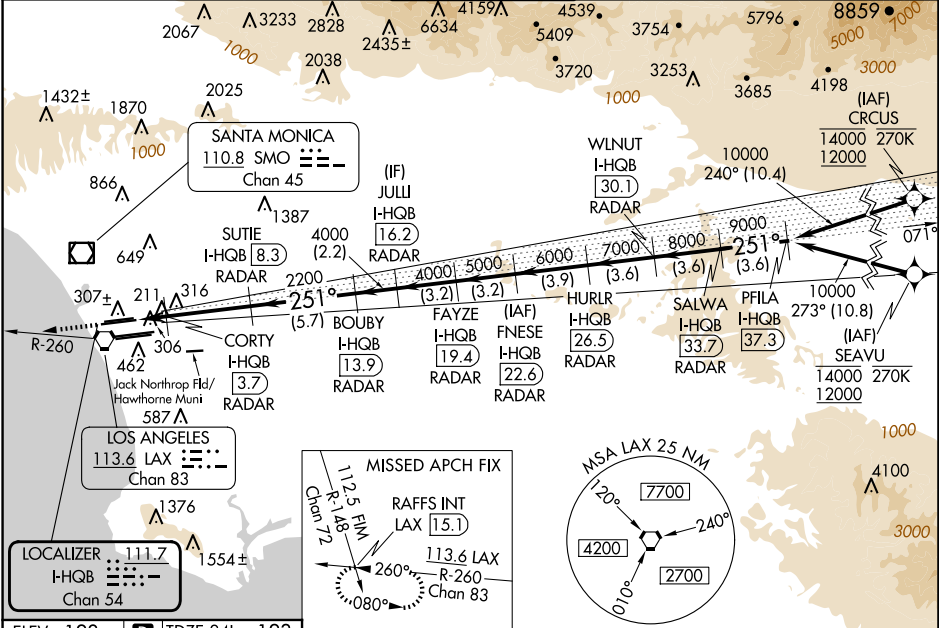 2067
3233
2828
2435±
6634
4159
4539
5409
3720
3754
5796
8859
7000
5000
3000
1000
2038
3253
3685
4198
1000
1432±
1870
2025
1000
SANTA MONICA
110.8 SMO
Chan 45
866
649
1387
(IF)
JULLI
I-HQB
16.2
RADAR
WLNUT
I-HQB
30.1
RADAR
10000
240° (10.4)
(IAF)
CRCUS
14000 270K
12000
071°
SUTIE
I-HQB 8.3
RADAR
4000
(2.2)
2200
251°
(5.7)
4000
(3.2)
5000
(3.2)
6000
(3.9)
7000
(3.6)
8000
(3.6)
9000
251°
(3.6)
10000
273° (10.8)
(IAF)
SEAVU
14000 270K
12000
307±
211
316
306
462
R-260
CORTY
I-HQB
3.7
RADAR
BOUBY
I-HQB
13.9
RADAR
FAYZE
I-HQB
19.4
RADAR
(IAF)
FNESE
I-HQB
22.6
RADAR
HURLR
I-HQB
26.5
RADAR
SALWA
I-HQB
33.7
RADAR
PFILA
I-HQB
37.3
RADAR
Jack Northrop Fld/
Hawthorne Muni
587
LOS ANGELES
113.6 LAX
Chan 83
1376
1554±
LOCALIZER 111.7
I-HQB
Chan 54
MISSED APCH FIX
112.5 FIM
R-148
Chan 72
RAFFS INT
LAX 15.1
113.6 LAX
R-260
Chan 83
260°
080°
MSA LAX 25 NM
120°
7700
240°
4200
2700
010°
1000
4100
3000